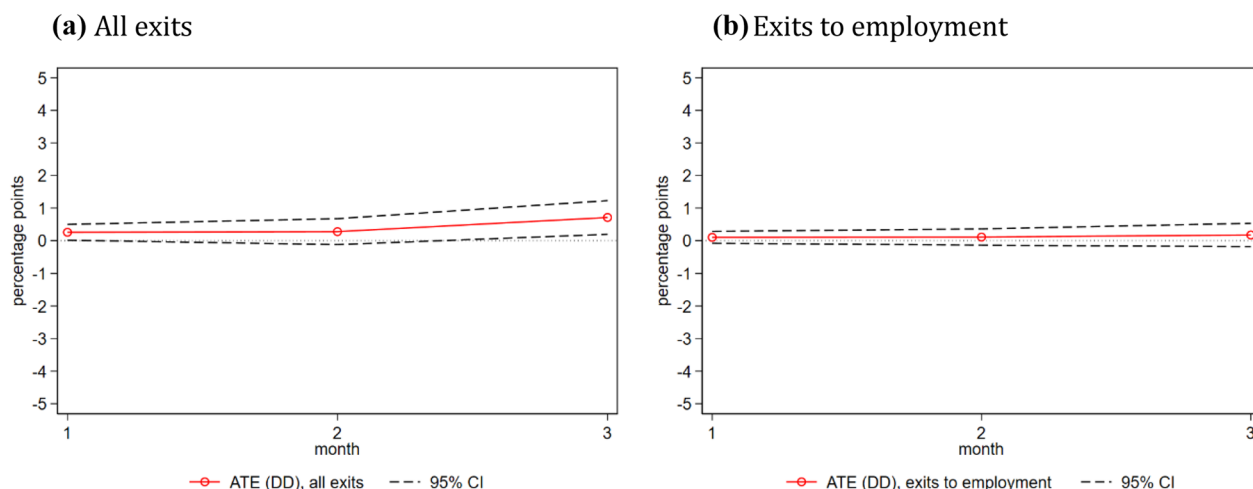 (a) All exits
5
4
3
2
1
0
-1
-2
-3
-4
-5
percentage points
1 2 3
month
ATE (DD), all exits 95% CI
(b) Exits to employment
5
4
3
2
1
0
-1
-2
-3
-4
-5
percentage points
1 2 3
month
ATE (DD), exits to employment 95% CI